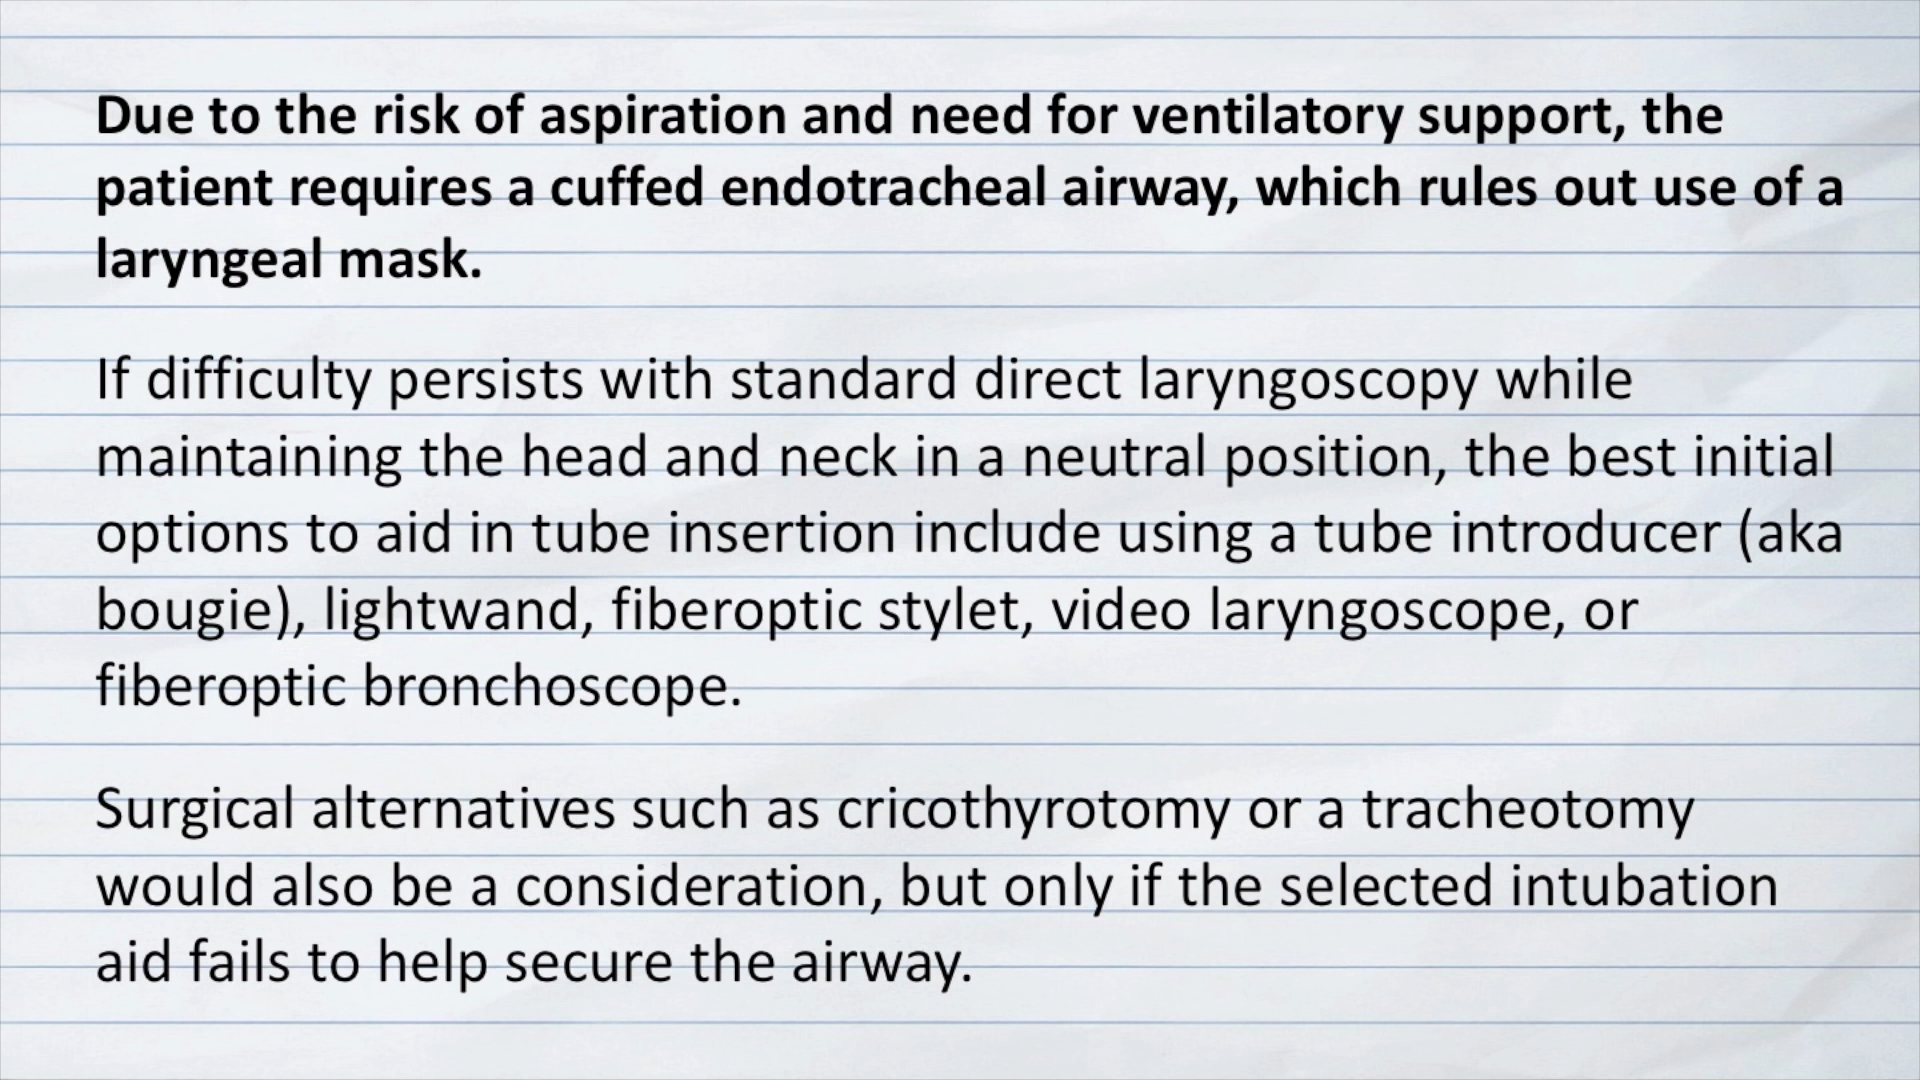 Due to the risk of aspiration and need for ventilatory support, the
patient requires a cuffed endotracheal airway, which rules out use of a
laryngeal mask.
If difficulty persists with standard direct laryngoscopy while
maintaining the head and neck in a neutral position, the best initial
options to aid in tube insertion include using a tube introducer (aka
bougie), lightwand, fiberoptic stylet, video laryngoscope, or
fiberoptic bronchoscope.
Surgical alternatives such as cricothyrotomy or a tracheotomy
would also be a consideration, but only if the selected intubation
aid fails to help secure the airway.